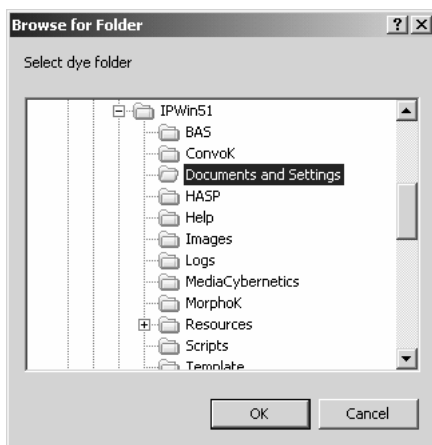 Browse for Folder
Select dye folder
IPWin51
BAS
ConvoK
Documents and Settings
HASP
Help
Images
Logs
MediaCybernetics
MorphoK
Resources
Scripts
Template
OK Cancel